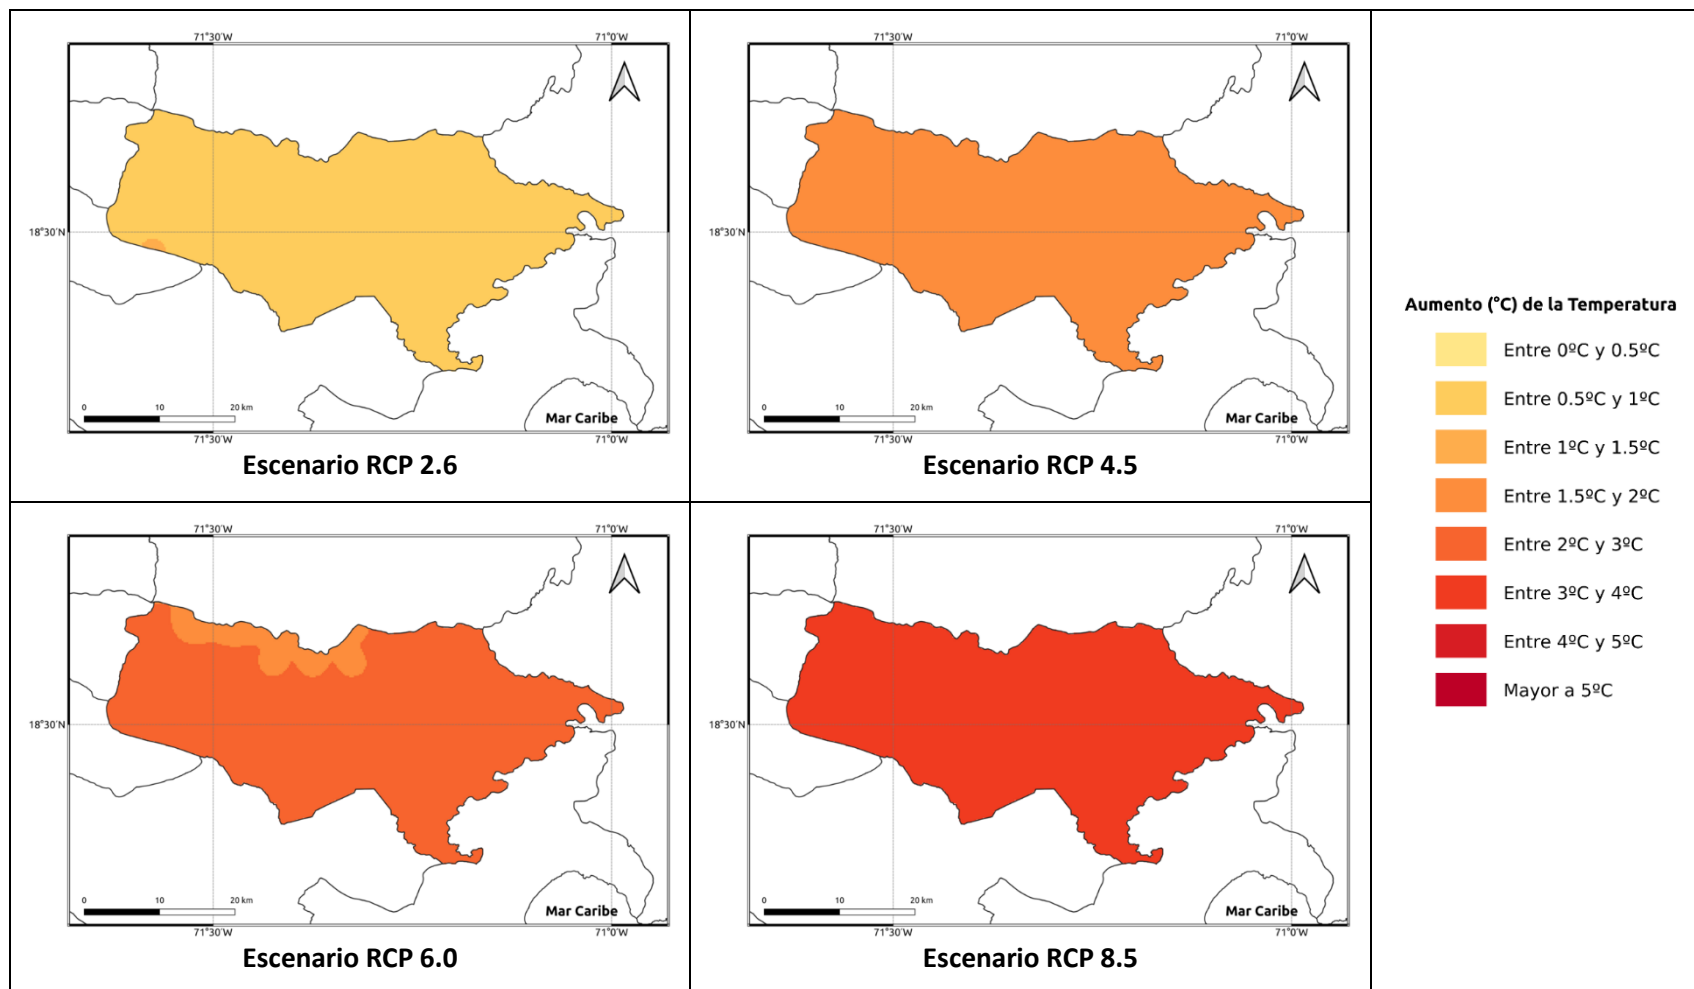 71°30'W
71°0'W
18°30'N
0
10
20 km
Mar Caribe
71°30'W
71°0'W
Escenario RCP 2.6
71°30'W
71°0'W
18°30'N
0
10
20 km
Mar Caribe
71°30'W
71°0'W
Escenario RCP 4.5
71°30'W
71°0'W
18°30'N
0
10
20 km
Mar Caribe
71°30'W
71°0'W
Escenario RCP 6.0
71°30'W
71°0'W
18°30'N
0
10
20 km
Mar Caribe
71°30'W
71°0'W
Escenario RCP 8.5
Aumento (°C) de la Temperatura
Entre 0ºC y 0.5ºC
Entre 0.5ºC y 1ºC
Entre 1ºC y 1.5ºC
Entre 1.5ºC y 2ºC
Entre 2ºC y 3ºC
Entre 3ºC y 4ºC
Entre 4ºC y 5ºC
Mayor a 5ºC